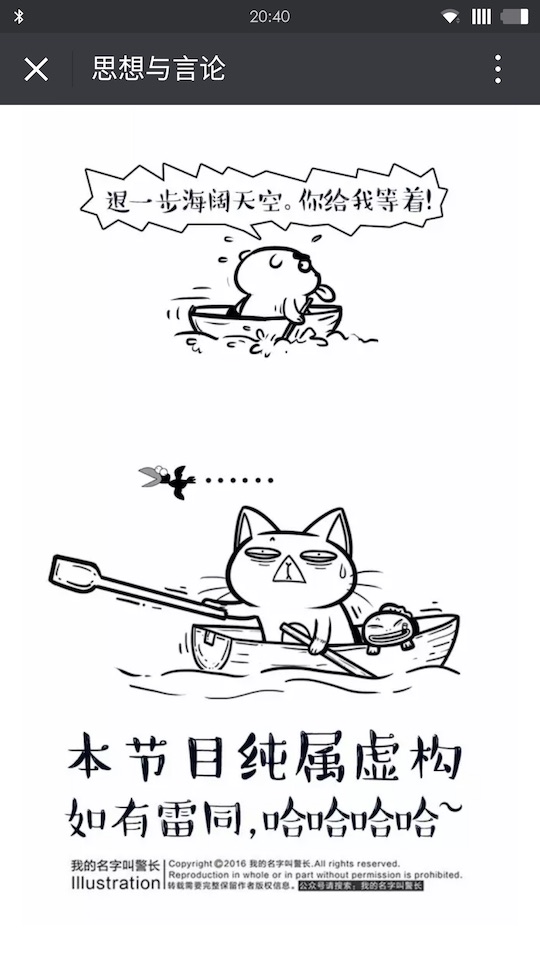 20:40
思想与言论
退一步海阔天空。你给我等着!
本节目纯属虚构
如有雷同,哈哈哈哈~
我的名字叫警长
Illustration
Copyright©2016 我的名字叫警长.All rights reserved.
Reproduction in whole or in part without permission is prohibited.
转载需要完整保留作者版权信息。公众号请搜索:我的名字叫警长